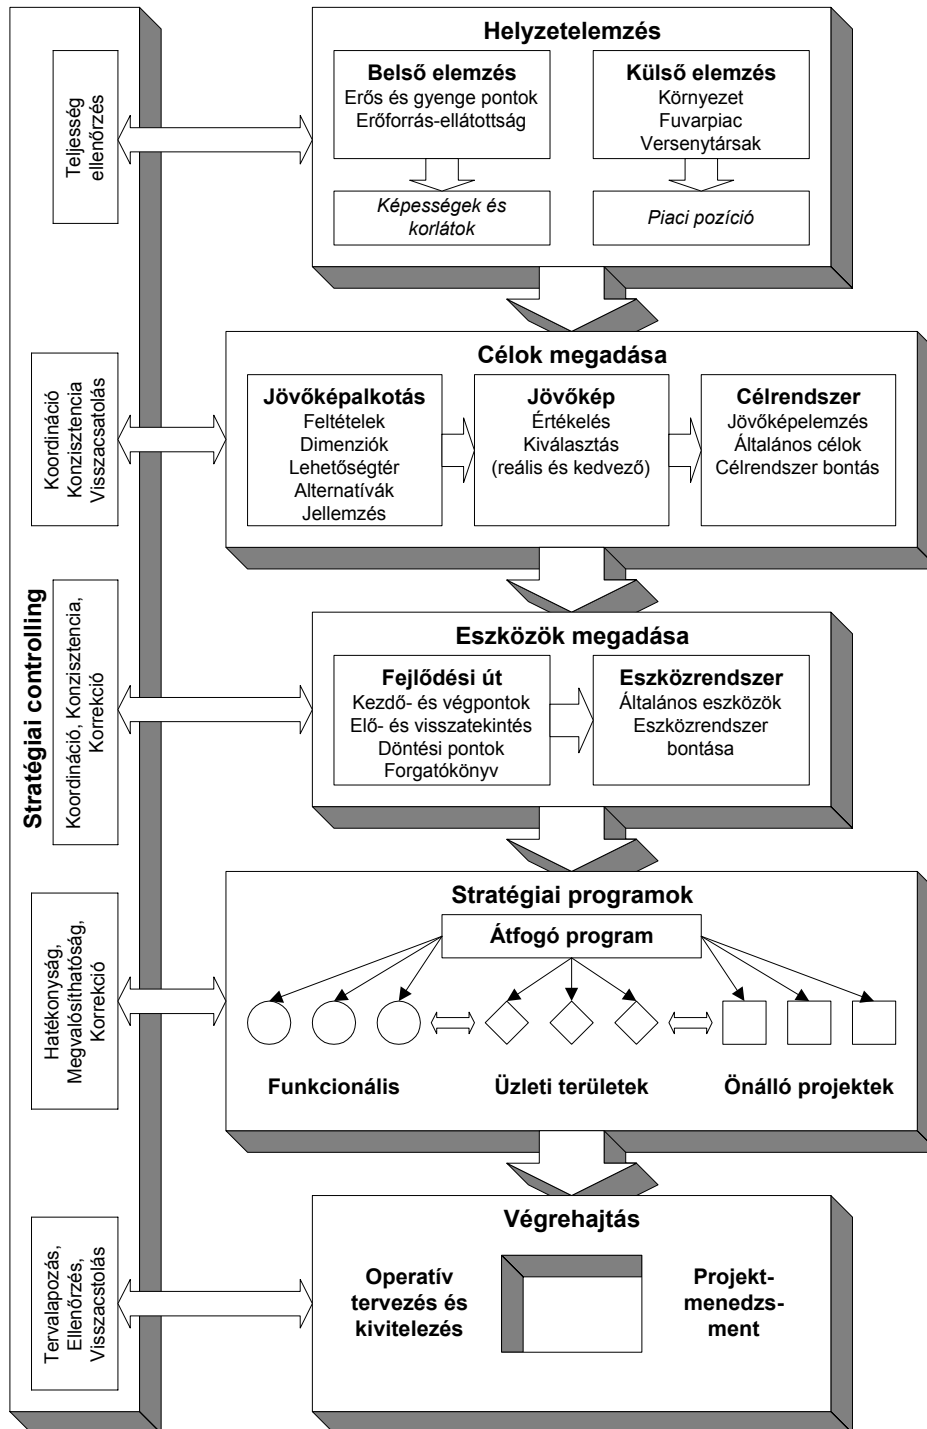 Stratégiai controlling
Teljesség
ellenőrzés
Koordináció
Konzisztencia
Visszacsatolás
Koordináció, Konzisztencia,
Korrekció
Hatékonyság,
Megvalósíthatóság,
Korrekció
Tervalapozás,
Ellenőrzés,
Visszacstolás
Helyzetelemzés
Belső elemzés
Erős és gyenge pontok
Erőforrás-ellátottság
Képességek és
korlátok
Külső elemzés
Környezet
Fuvarpiac
Versenytársak
Piaci pozíció
Célok megadása
Jövőképalkotás
Feltételek
Dimenziók
Lehetőségtér
Alternatívák
Jellemzés
Jövőkép
Értékelés
Kiválasztás
(reális és kedvező)
Célrendszer
Jövőképelemzés
Általános célok
Célrendszer bontás
Eszközök megadása
Fejlődési út
Kezdő- és végpontok
Elő- és visszatekintés
Döntési pontok
Forgatókönyv
Eszközrendszer
Általános eszközök
Eszközrendszer
bontása
Stratégiai programok
Átfogó program
Funkcionális
Üzleti területek
Önálló projektek
Végrehajtás
Operatív
tervezés és
kivitelezés
Projekt-
menedzs-
ment